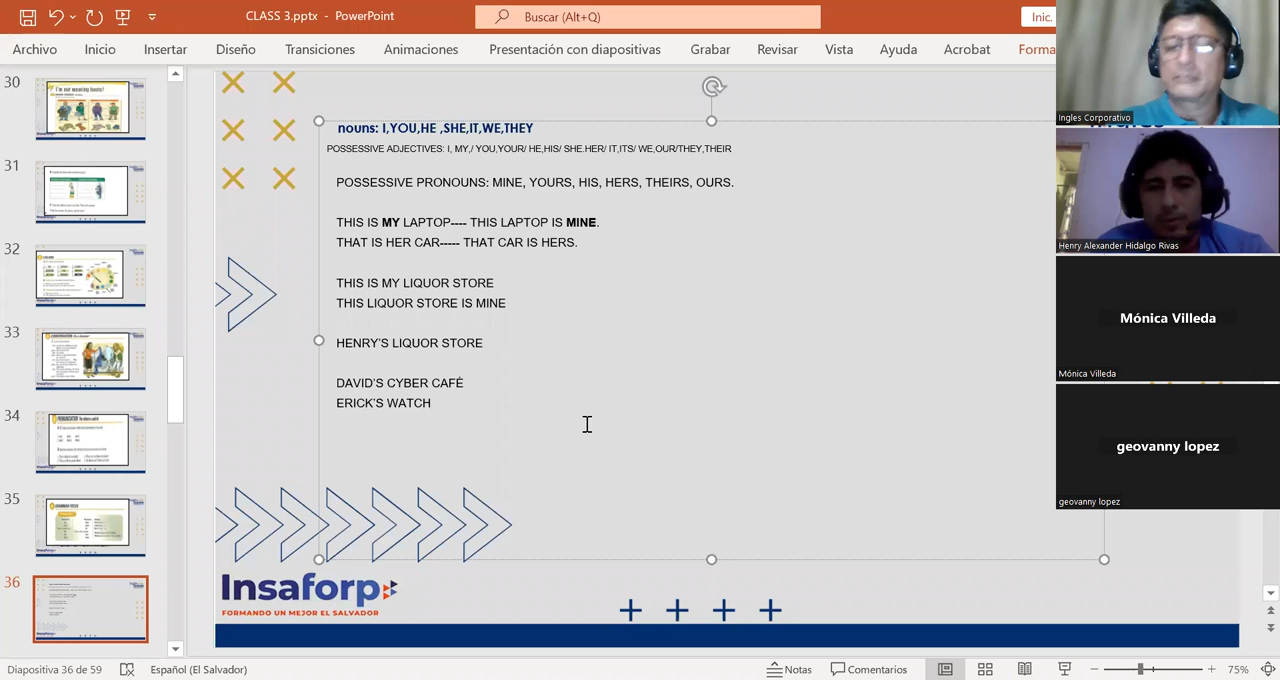 CLASS 3.pptx - PowerPoint
Buscar (Alt+Q)
Inic.
Archivo Inicio Insertar Diseño Transiciones Animaciones Presentación con diapositivas Grabar Revisar Vista Ayuda Acrobat Forma
30
31
32
33
34
35
36
nouns: I,YOU,HE ,SHE,IT,WE,THEY
POSSESSIVE ADJECTIVES: I, MY,/ YOU,YOUR/ HE,HIS/ SHE.HER/ IT,ITS/ WE,OUR/THEY,THEIR
POSSESSIVE PRONOUNS: MINE, YOURS, HIS, HERS, THEIRS, OURS.
THIS IS MY LAPTOP---- THIS LAPTOP IS MINE.
THAT IS HER CAR----- THAT CAR IS HERS.
THIS IS MY LIQUOR STORE
THIS LIQUOR STORE IS MINE
HENRY'S LIQUOR STORE
DAVID'S CYBER CAFÉ
ERICK'S WATCH
Insaforp
FORMANDO UN MEJOR EL SALVADOR
Ingles Corporativo
Henry Alexander Hidalgo Rivas
Mónica Villeda
Mónica Villeda
geovanny lopez
geovanny lopez
Diapositiva 36 de 59 Español (El Salvador) Notas Comentarios 75%